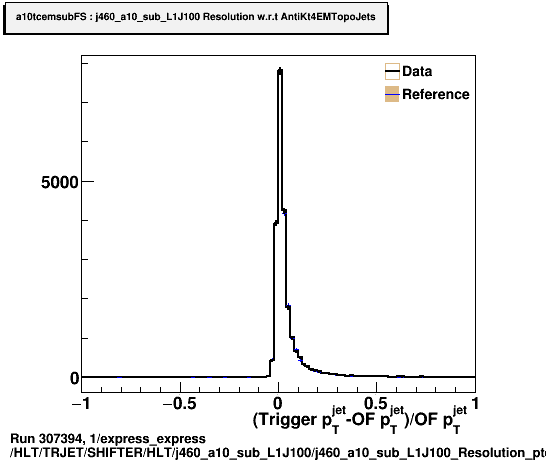 a10tcemsubFS : j460_a10_sub_L1J100 Resolution w.r.t AntiKt4EMTopoJets
Data
Reference
5000
0
−1 −0.5 0 0.5 1
(Trigger p_T^jet -OF p_T^jet )/OF p_T^jet
Run 307394, 1/express_express
/HLT/TRJET/SHIFTER/HLT/j460_a10_sub_L1J100/j460_a10_sub_L1J100_Resolution_pt